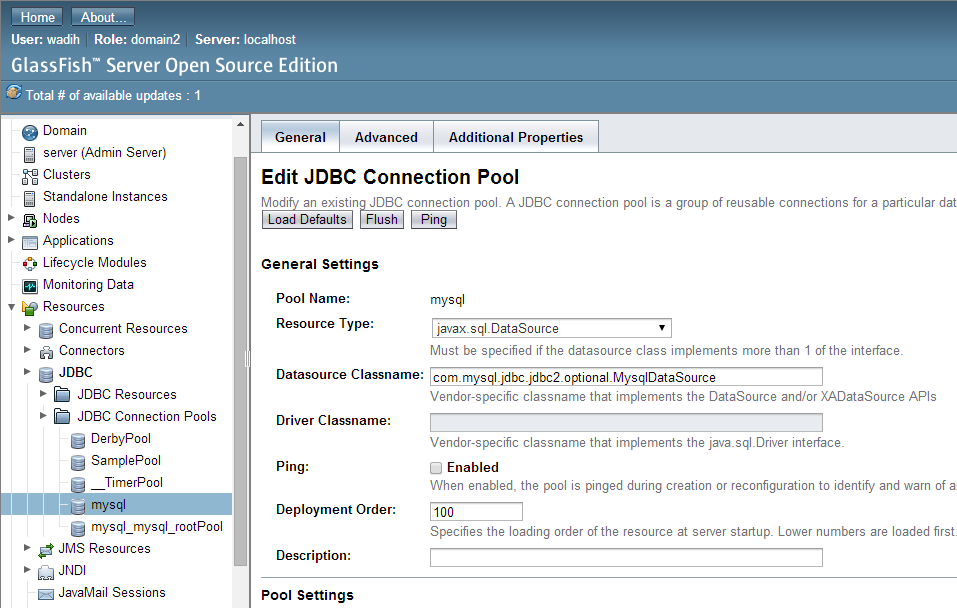 Home About...
User: wadih Role: domain2 Server: localhost
GlassFish™ Server Open Source Edition
Total # of available updates : 1
Domain
server (Admin Server)
Clusters
Standalone Instances
Nodes
Applications
Lifecycle Modules
Monitoring Data
Resources
Concurrent Resources
Connectors
JDBC
JDBC Resources
JDBC Connection Pools
DerbyPool
SamplePool
__TimerPool
mysql
mysql_mysql_rootPool
JMS Resources
JNDI
JavaMail Sessions
General Advanced Additional Properties
Edit JDBC Connection Pool
Modify an existing JDBC connection pool. A JDBC connection pool is a group of reusable connections for a particular dat
Load Defaults Flush Ping
General Settings
Pool Name: mysql
Resource Type: javax.sql.DataSource
Must be specified if the datasource class implements more than 1 of the interface.
Datasource Classname: com.mysql.jdbc.jdbc2.optional.MysqlDataSource
Vendor-specific classname that implements the DataSource and/or XADataSource APIs
Driver Classname:
Vendor-specific classname that implements the java.sql.Driver interface.
Ping: Enabled
When enabled, the pool is pinged during creation or reconfiguration to identify and warn of a
Deployment Order: 100
Specifies the loading order of the resource at server startup. Lower numbers are loaded first.
Description:
Pool Settings